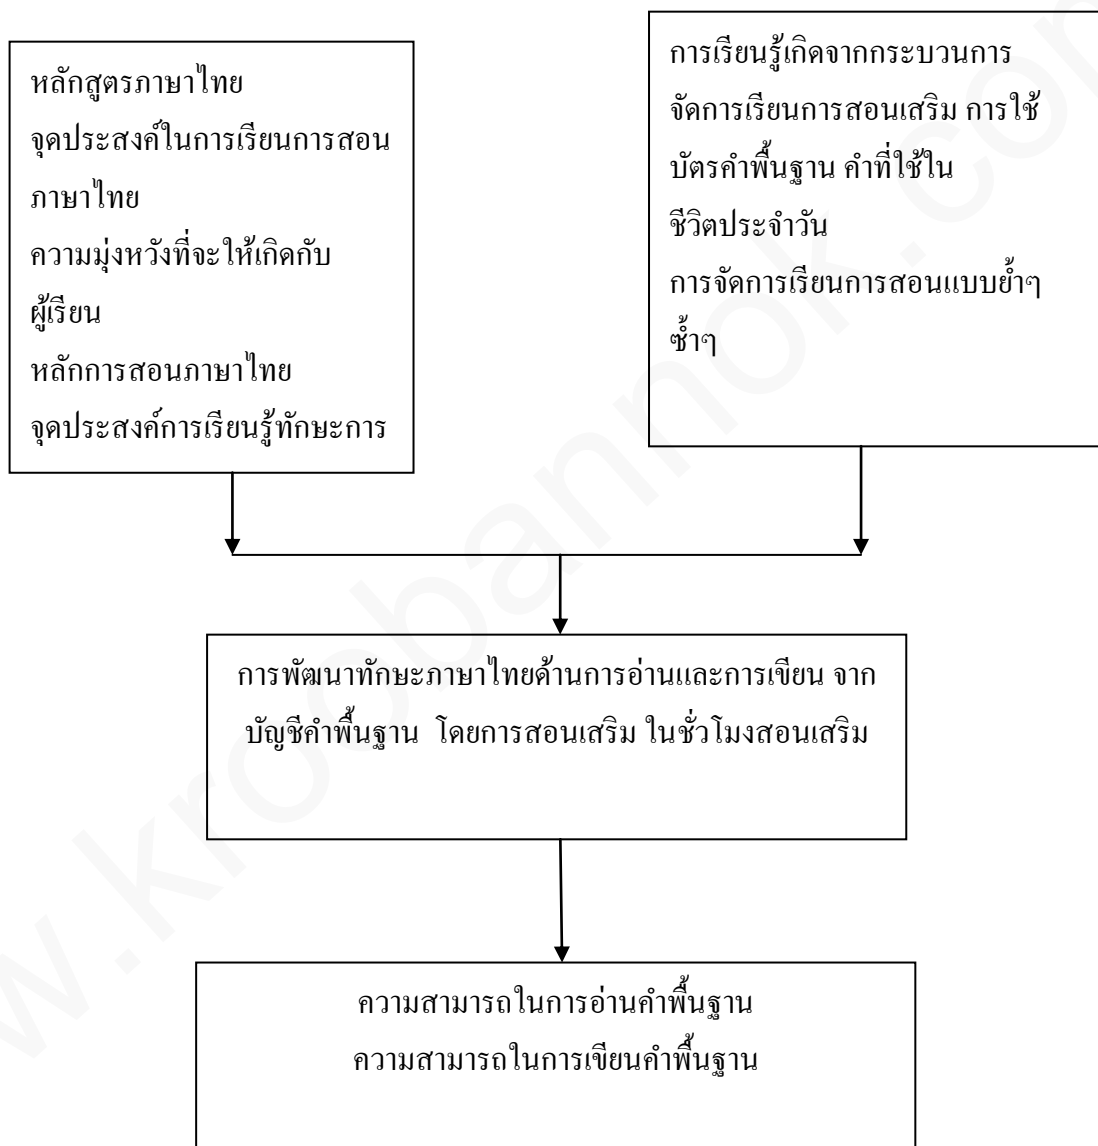 หลักสูตรภาษาไทย
จุดประสงค์ในการเรียนการสอน
ภาษาไทย
ความมุ่งหวังที่จะให้เกิดกับ
ผู้เรียน
หลักการสอนภาษาไทย
จุดประสงค์การเรียนรู้ทักษะการ
การเรียนรู้เกิดจากกระบวนการ
จัดการเรียนการสอนเสริม การใช้
บัตรคำพื้นฐาน คำที่ใช้ใน
ชีวิตประจำวัน
การจัดการเรียนการสอนแบบย้ำๆ
ซ้ำๆ
การพัฒนาทักษะภาษาไทยด้านการอ่านและการเขียน จาก
บัญชีคำพื้นฐาน โดยการสอนเสริม ในชั่วโมงสอนเสริม
ความสามารถในการอ่านคำพื้นฐาน
ความสามารถในการเขียนคำพื้นฐาน
w.kroobannok.com